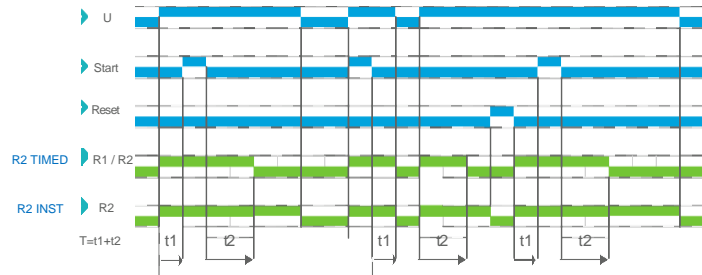 U
Start
Reset
R2 TIMED R1 / R2
R2 INST R2
T=t1+t2 t1 t2 t1 t2 t1 t2